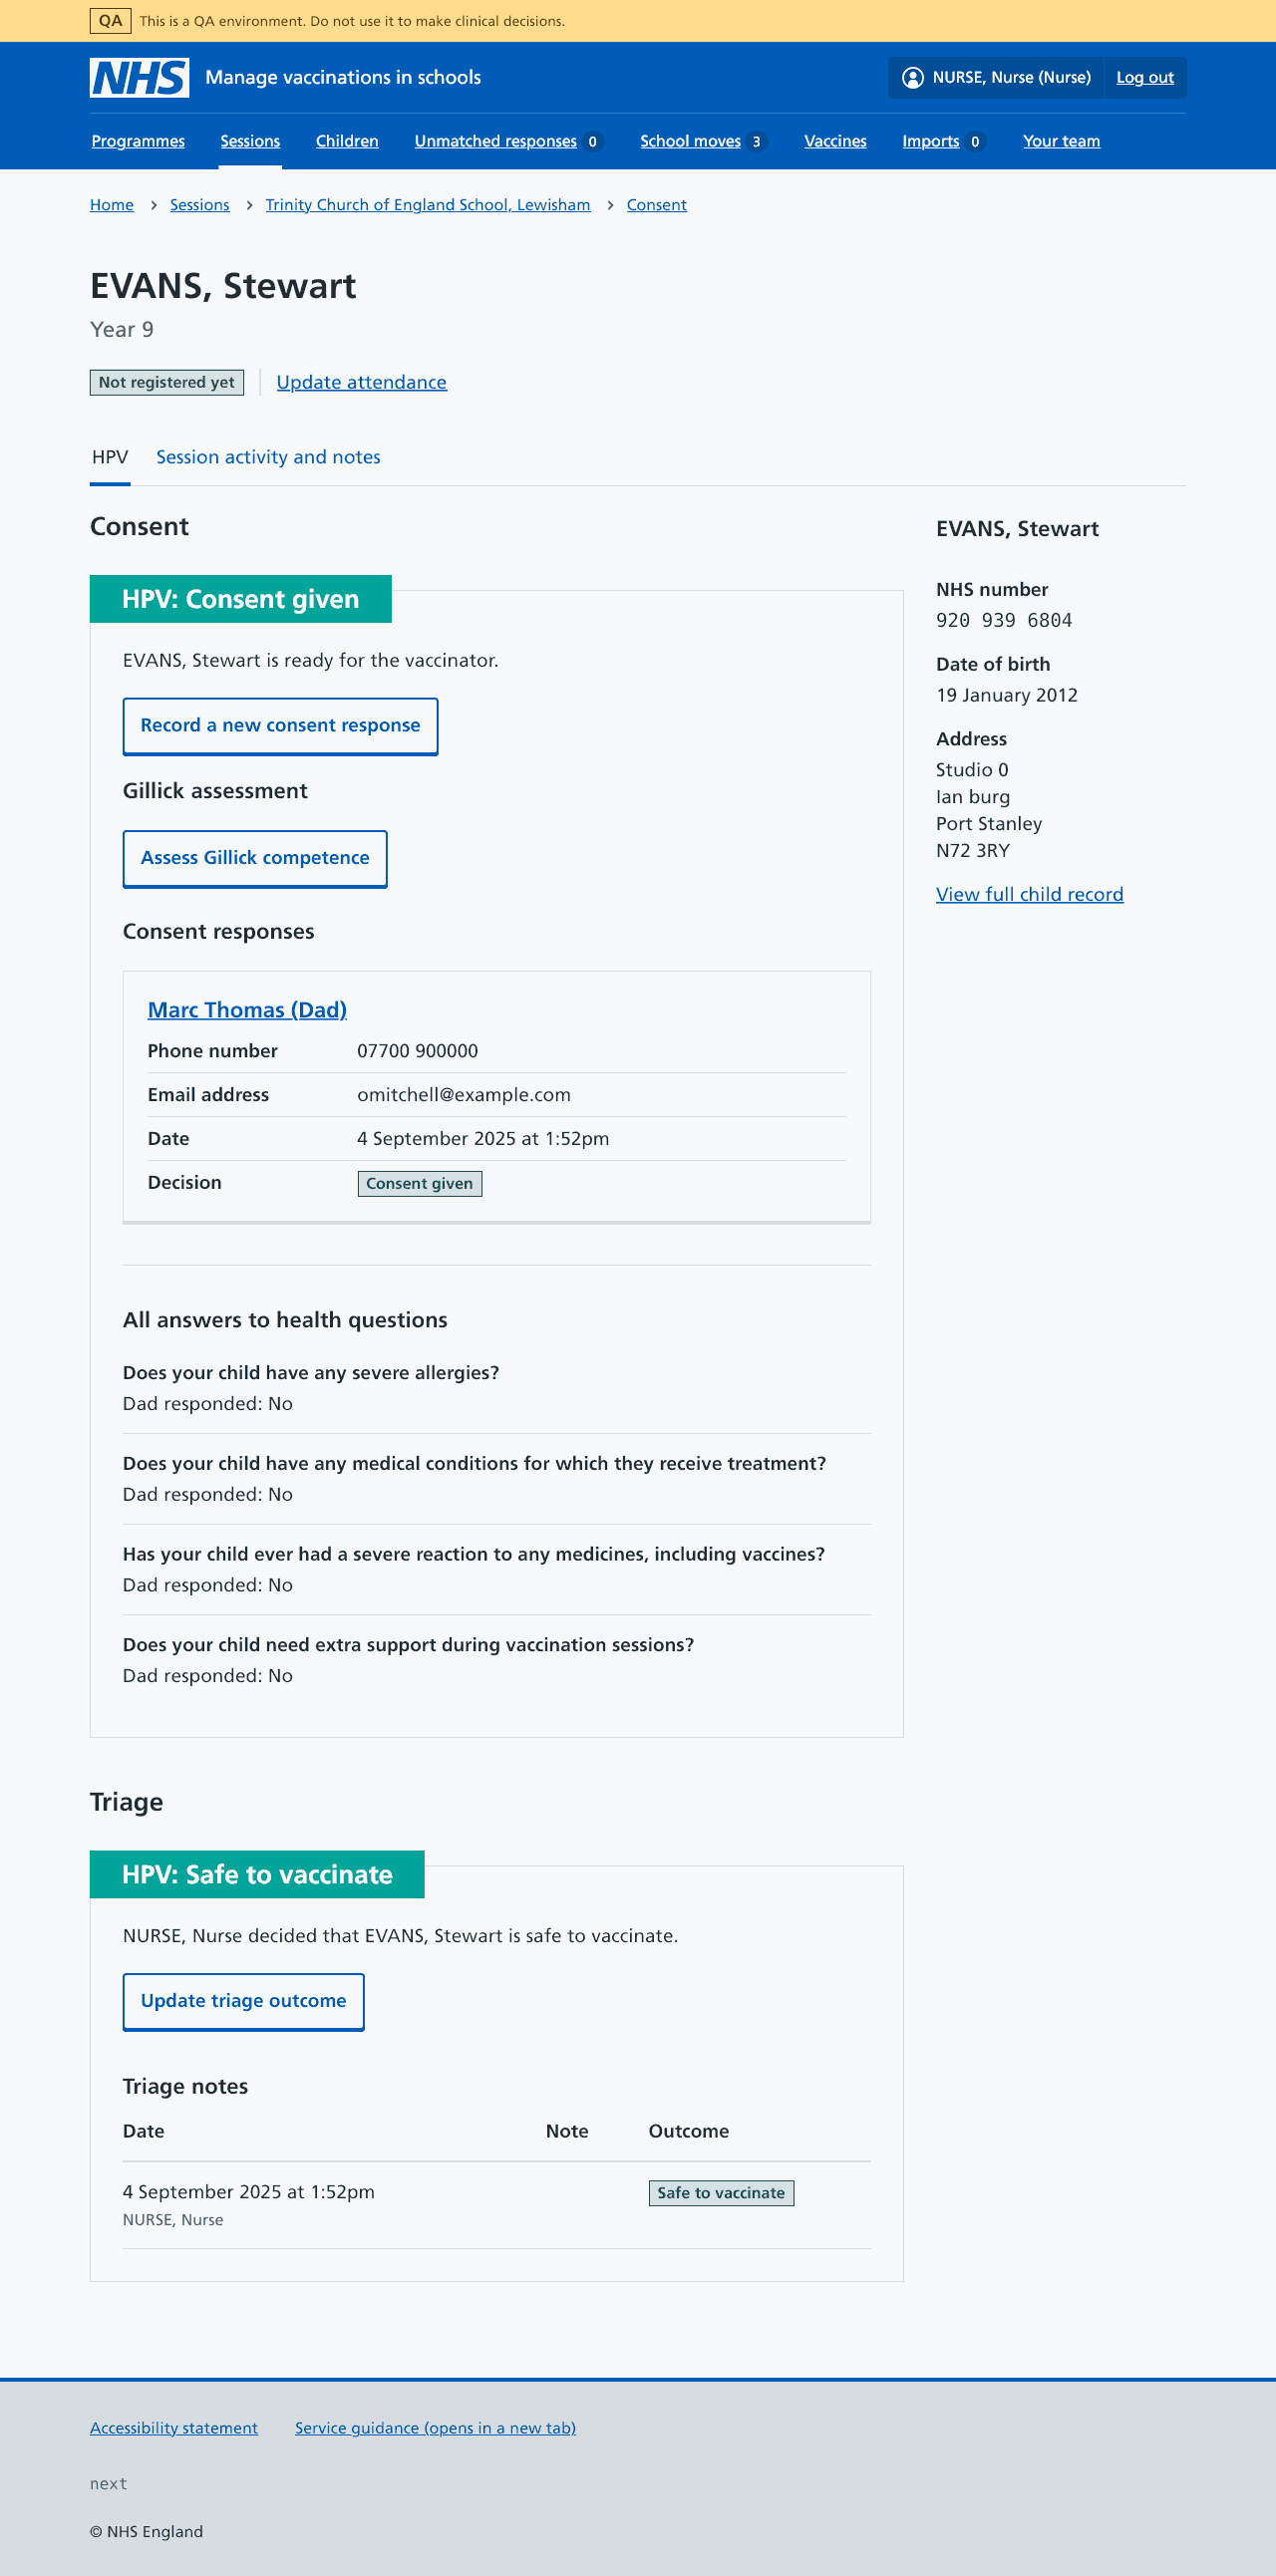 QA This is a QA environment. Do not use it to make clinical decisions.
NHS Manage vaccinations in schools NURSE, Nurse (Nurse) Log out
Programmes Sessions Children Unmatched responses 0 School moves 3 Vaccines Imports 0 Your team
Home > Sessions > Trinity Church of England School, Lewisham > Consent
EVANS, Stewart
Year 9
Not registered yet Update attendance
HPV Session activity and notes
Consent
HPV: Consent given
EVANS, Stewart is ready for the vaccinator.
Record a new consent response
Gillick assessment
Assess Gillick competence
Consent responses
Marc Thomas (Dad)
Phone number 07700 900000
Email address omitchell@example.com
Date 4 September 2025 at 1:52pm
Decision Consent given
All answers to health questions
Does your child have any severe allergies?
Dad responded: No
Does your child have any medical conditions for which they receive treatment?
Dad responded: No
Has your child ever had a severe reaction to any medicines, including vaccines?
Dad responded: No
Does your child need extra support during vaccination sessions?
Dad responded: No
EVANS, Stewart
NHS number
920 939 6804
Date of birth
19 January 2012
Address
Studio 0
Ian burg
Port Stanley
N72 3RY
View full child record
Triage
HPV: Safe to vaccinate
NURSE, Nurse decided that EVANS, Stewart is safe to vaccinate.
Update triage outcome
Triage notes
Date Note Outcome
4 September 2025 at 1:52pm Safe to vaccinate
NURSE, Nurse
Accessibility statement Service guidance (opens in a new tab)
next
© NHS England